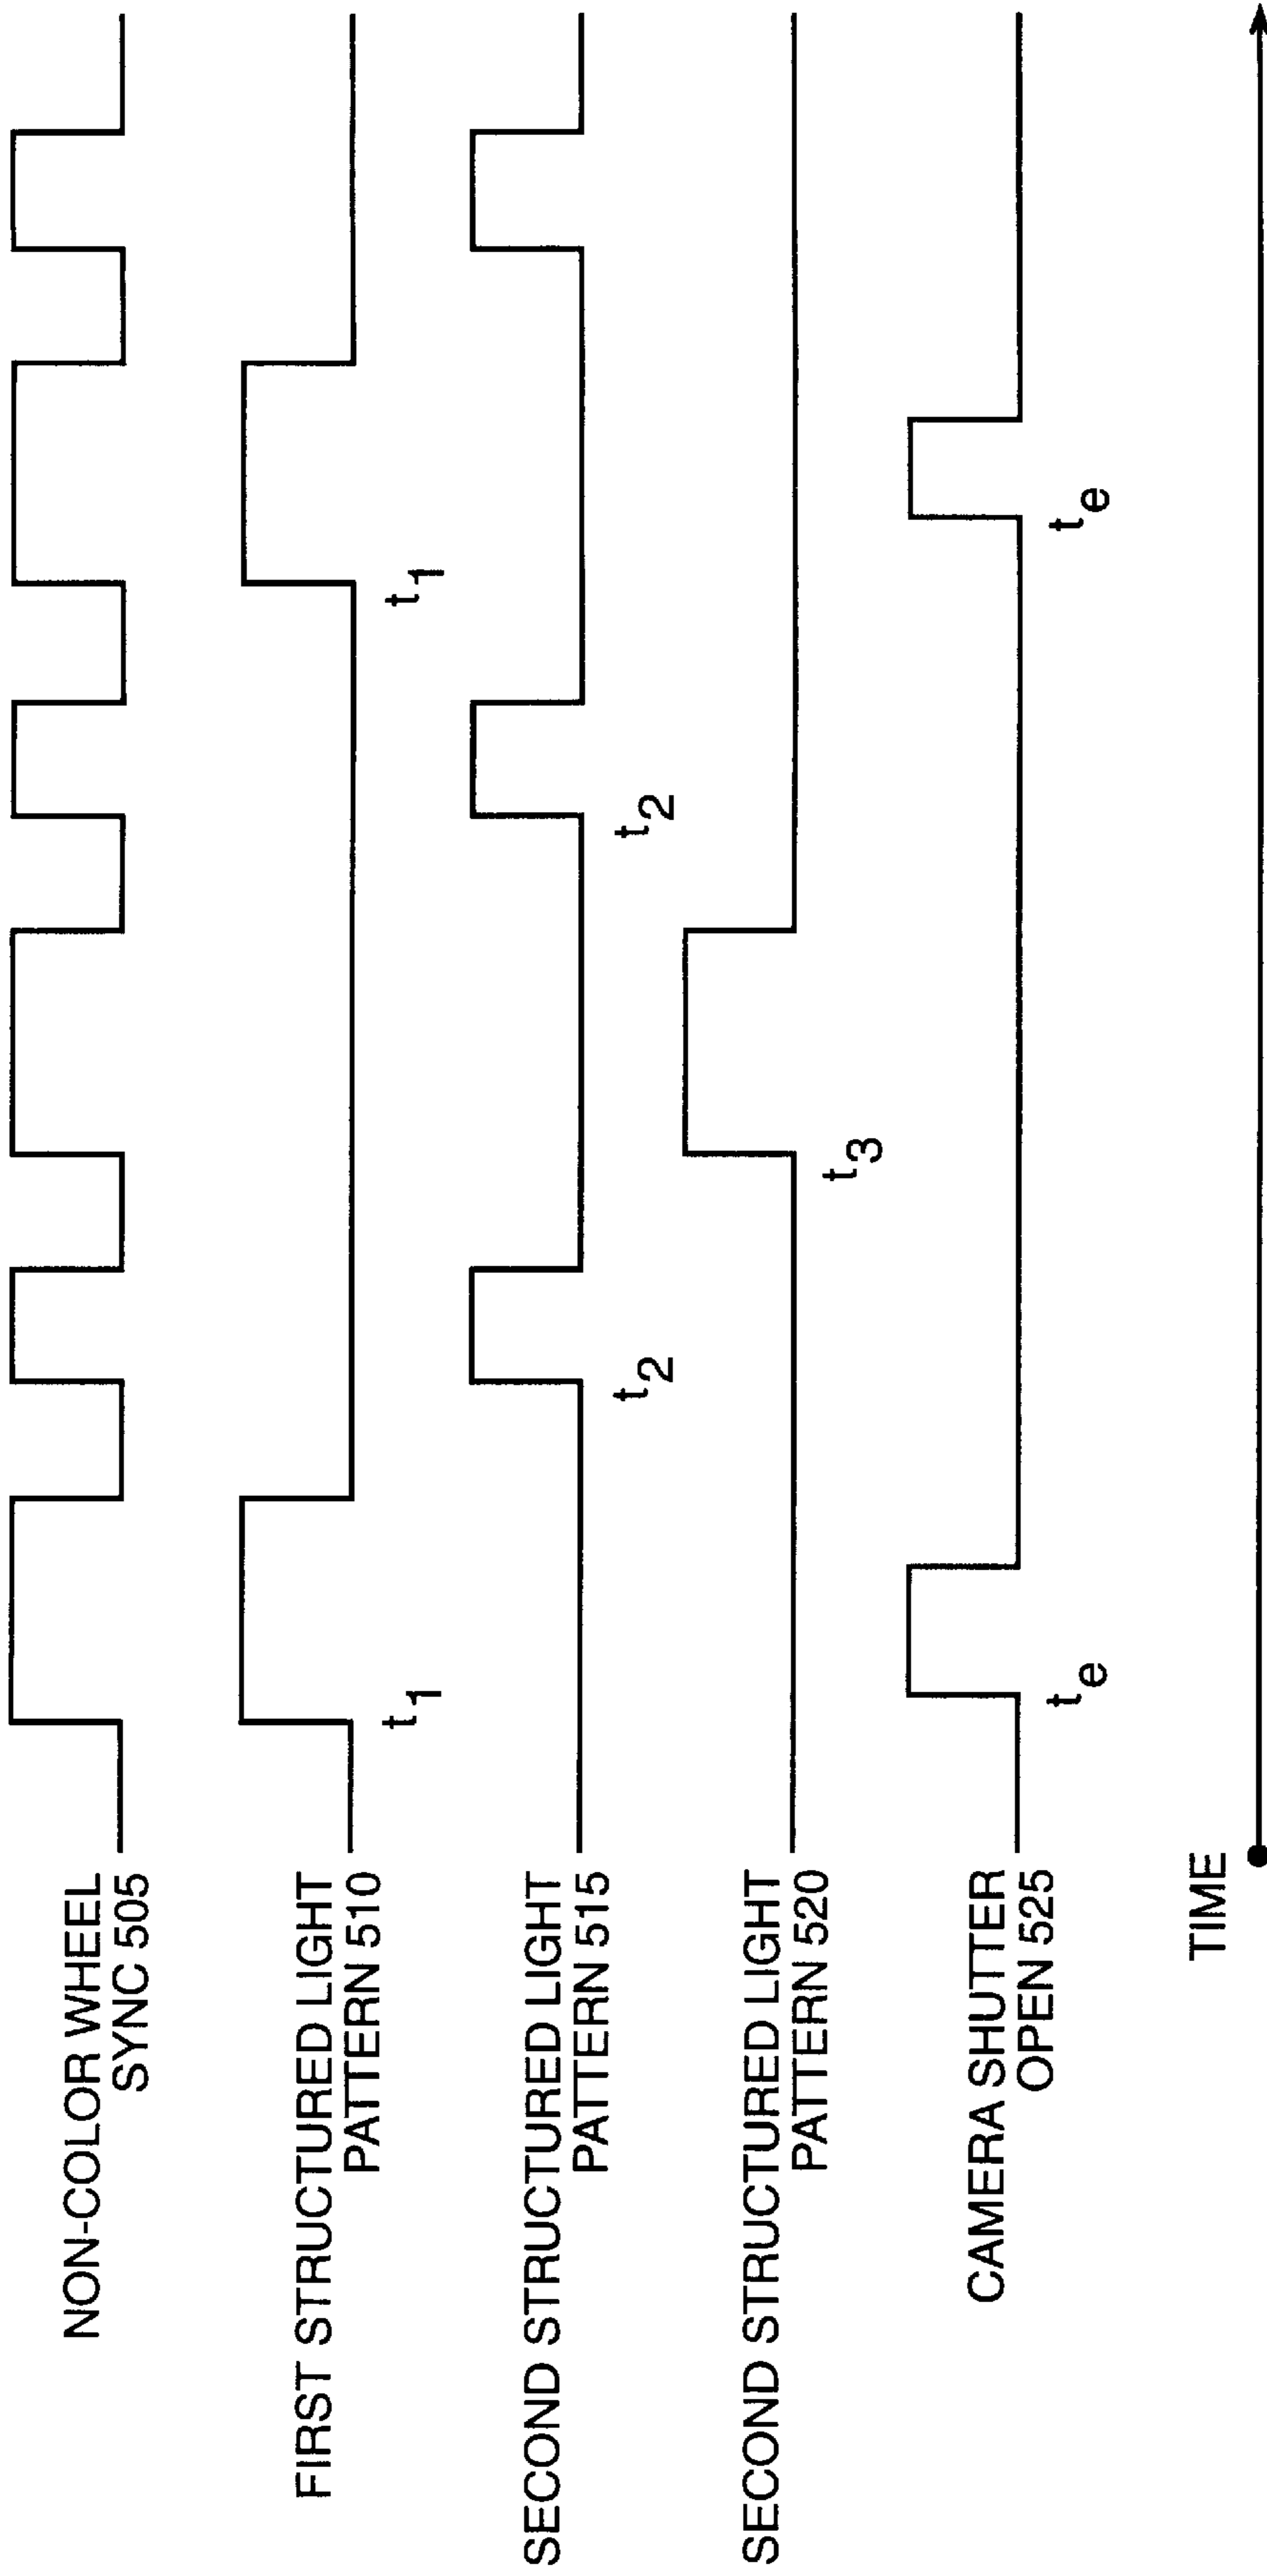 NON-COLOR WHEEL
SYNC 505
FIRST STRUCTURED LIGHT
PATTERN 510
t1
t1
SECOND STRUCTURED LIGHT
PATTERN 515
t2
t2
SECOND STRUCTURED LIGHT
PATTERN 520
t3
CAMERA SHUTTER
OPEN 525
te
te
TIME